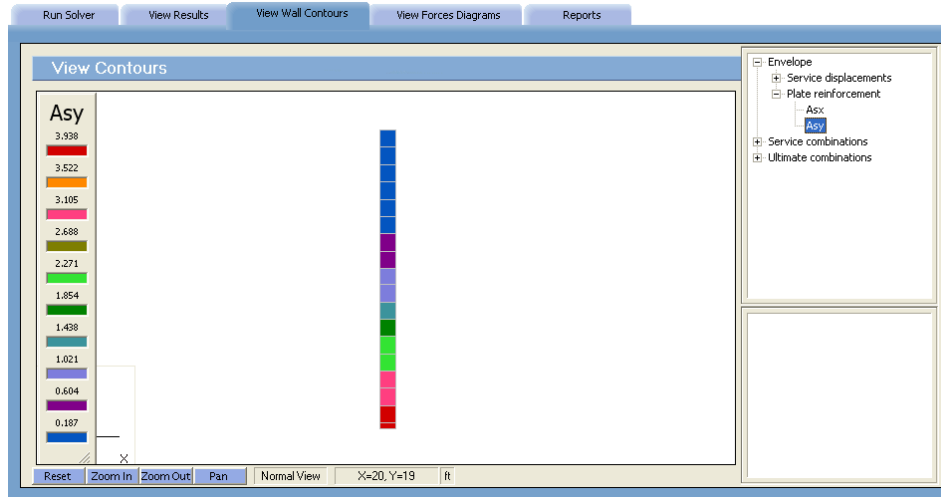 Run Solver
View Results
View Wall Contours
View Forces Diagrams
Reports
View Contours
Asy
3.938
3.522
3.105
2.688
2.271
1.854
1.438
1.021
0.604
0.187
X
Envelope
Service displacements
Plate reinforcement
Asx
Asy
Service combinations
Ultimate combinations
Reset
Zoom In
Zoom Out
Pan
Normal View
X=20, Y=19
ft